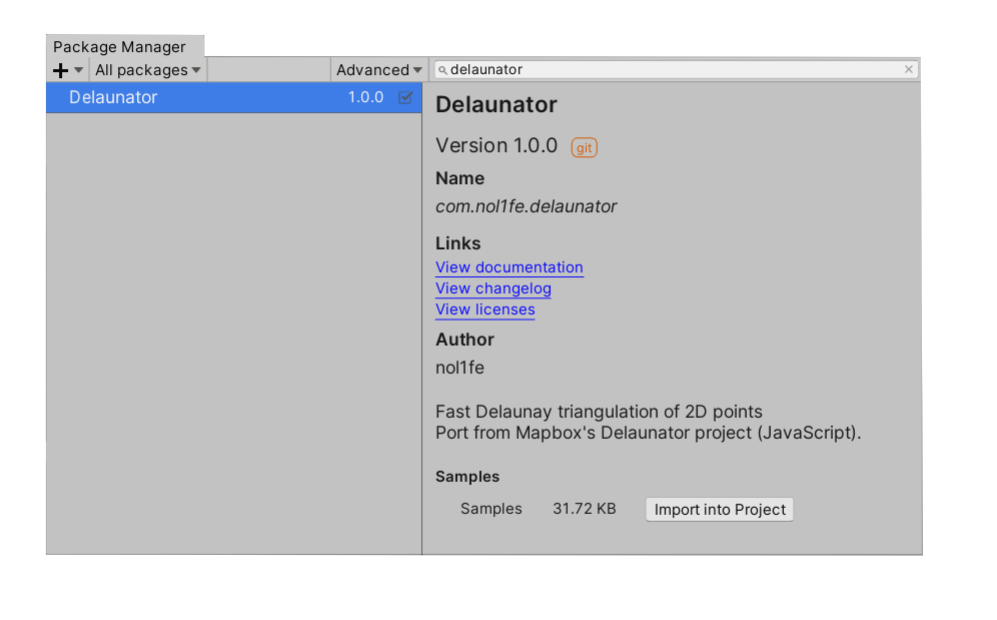 Package Manager
All packages Advanced delaunator
Delaunator 1.0.0
Delaunator
Version 1.0.0 git
Name
com.nol1fe.delaunator
Links
View documentation
View changelog
View licenses
Author
nol1fe
Fast Delaunay triangulation of 2D points
Port from Mapbox's Delaunator project (JavaScript).
Samples
Samples 31.72 KB Import into Project